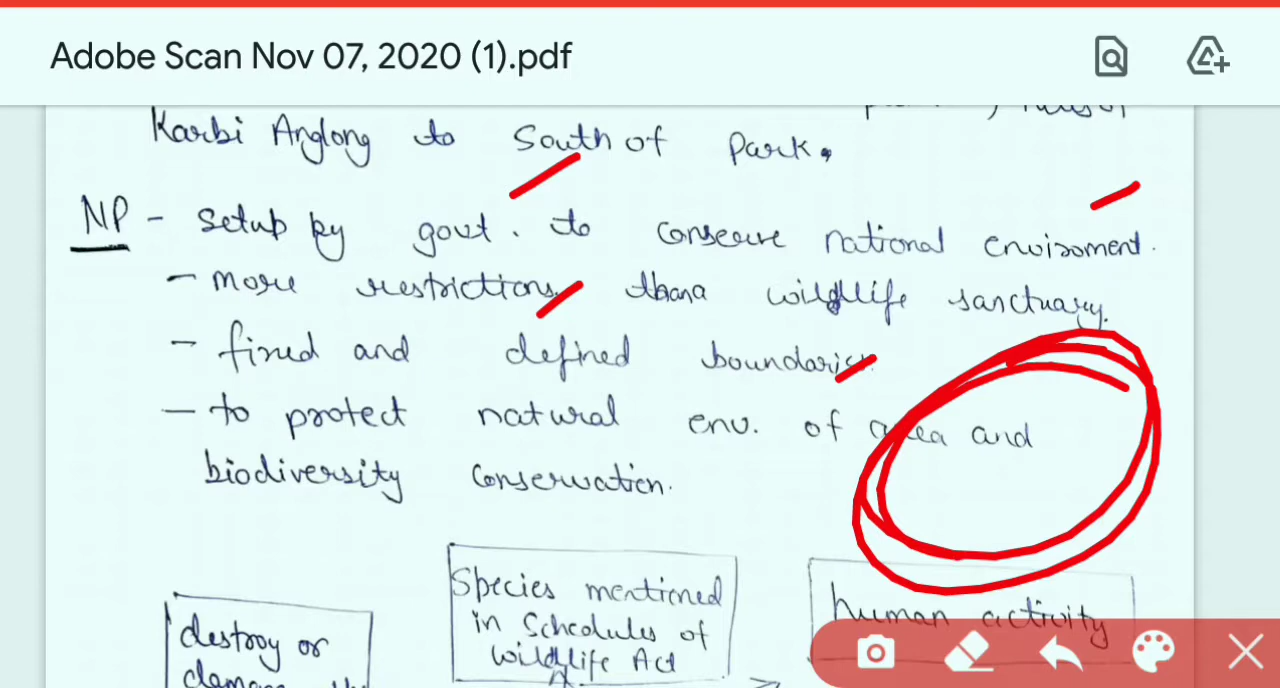 Adobe Scan Nov 07, 2020 (1).pdf
Karbi Anglong to South of Park.
NP - setup by govt. to conserve national enviroment.
- more restrictions thana wildlife sanctuary.
- fixed and defined boundaries.
- to protect natural env. of area and
biodiversity conservation.
Species mentioned
in Schedules of
wildlife Act
human activity
destroy or